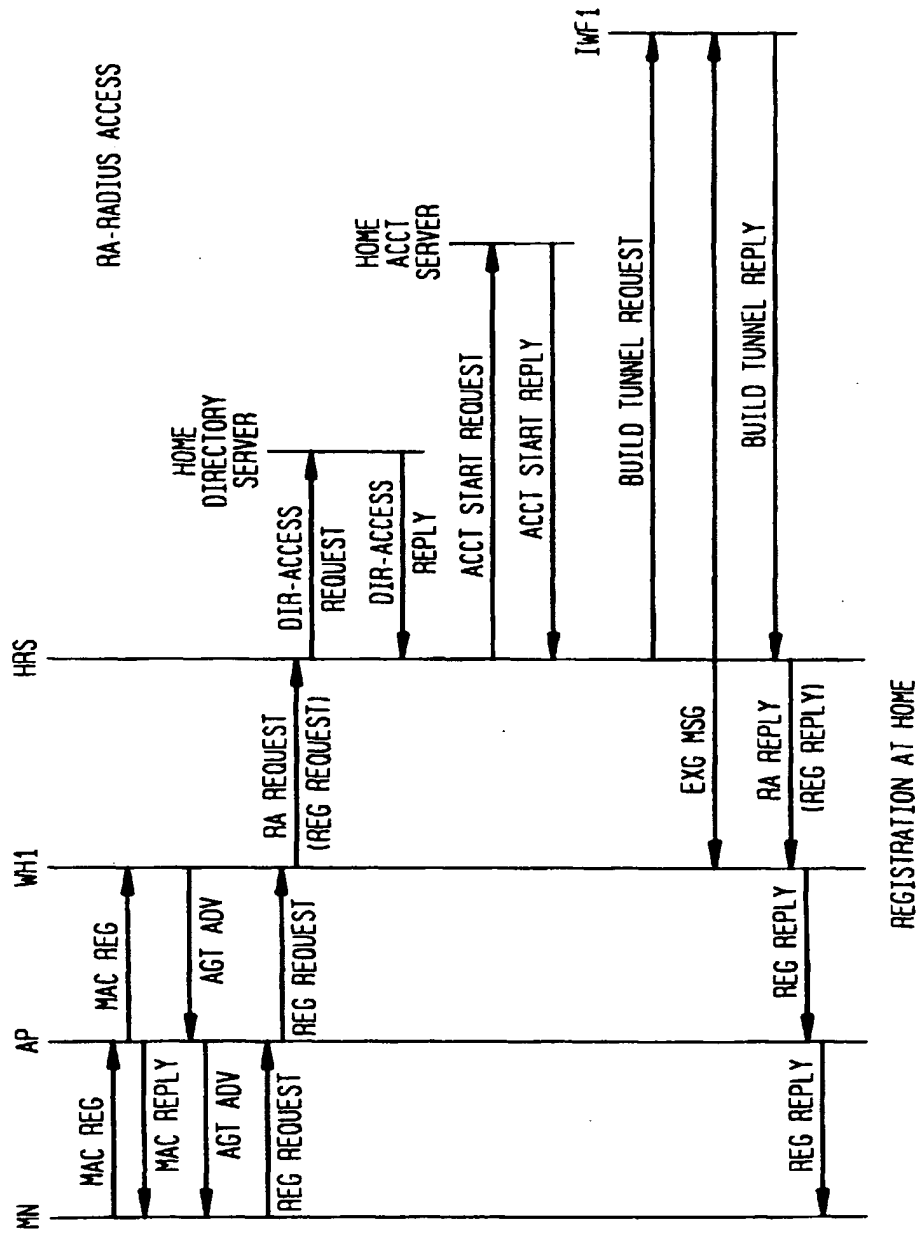 RA-RADIUS ACCESS
MN
AP
WH1
HRS
HOME
DIRECTORY
SERVER
HOME
ACCT
SERVER
IWF1
MAC REG
MAC REG
MAC REPLY
AGT ADV
AGT ADV
REG REQUEST
REG REQUEST
RA REQUEST
(REG REQUEST)
DIR-ACCESS
REQUEST
DIR-ACCESS
REPLY
ACCT START REQUEST
ACCT START REPLY
BUILD TUNNEL REQUEST
EXG MSG
BUILD TUNNEL REPLY
RA REPLY
(REG REPLY)
REG REPLY
REG REPLY
REGISTRATION AT HOME